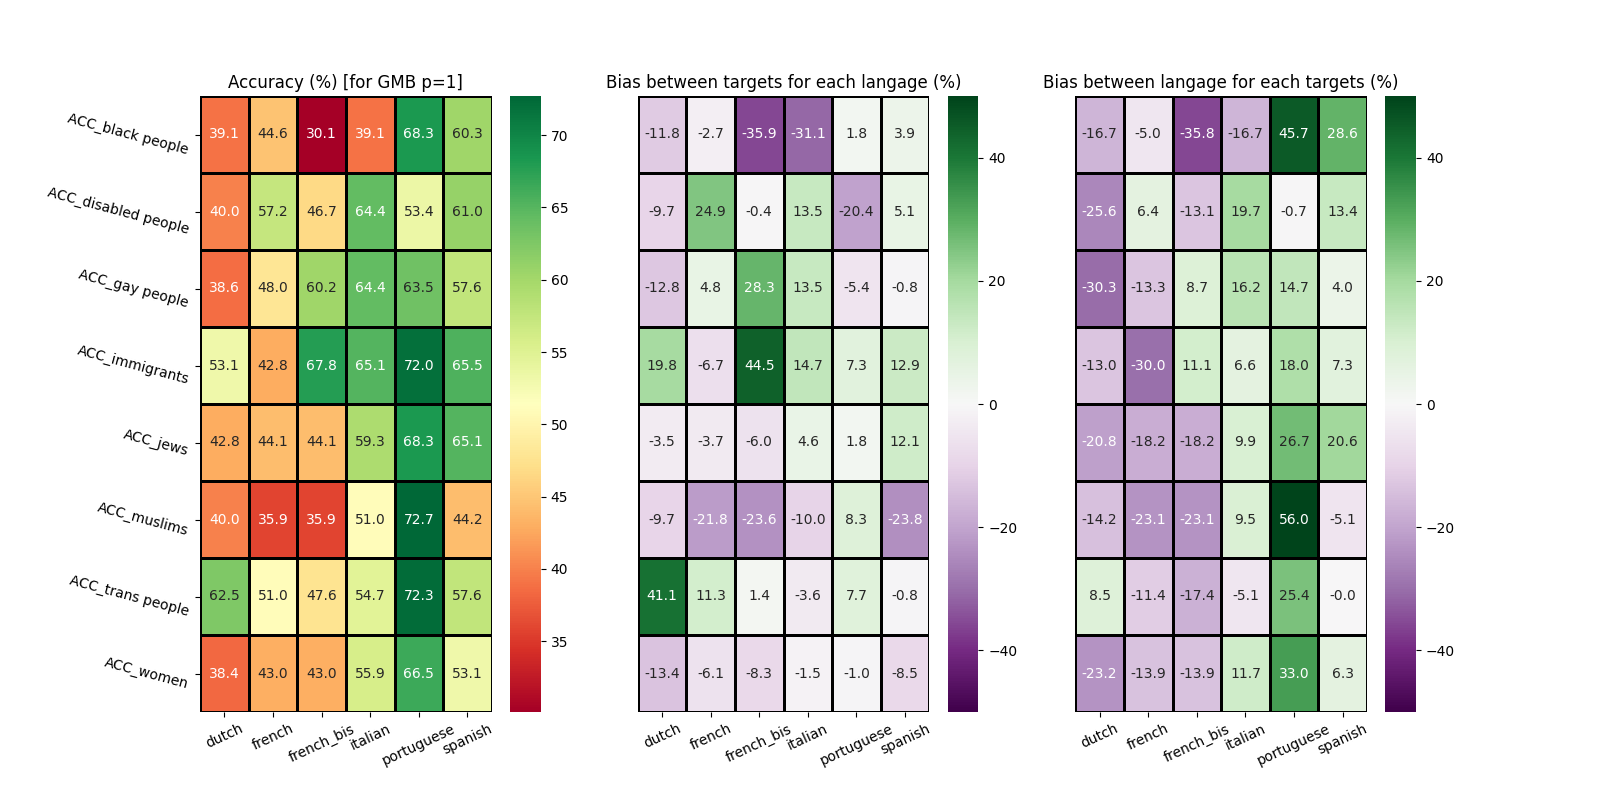 Accuracy (%) [for GMB p=1]
Bias between targets for each langage (%)
Bias between langage for each targets (%)
ACC_black people
39.1 44.6 30.1 39.1 68.3 60.3
-11.8 -2.7 -35.9 -31.1 1.8 3.9
-16.7 -5.0 -35.8 -16.7 45.7 28.6
ACC_disabled people
40.0 57.2 46.7 64.4 53.4 61.0
-9.7 24.9 -0.4 13.5 -20.4 5.1
-25.6 6.4 -13.1 19.7 -0.7 13.4
ACC_gay people
38.6 48.0 60.2 64.4 63.5 57.6
-12.8 4.8 28.3 13.5 -5.4 -0.8
-30.3 -13.3 8.7 16.2 14.7 4.0
ACC_immigrants
53.1 42.8 67.8 65.1 72.0 65.5
19.8 -6.7 44.5 14.7 7.3 12.9
-13.0 -30.0 11.1 6.6 18.0 7.3
ACC_jews
42.8 44.1 44.1 59.3 68.3 65.1
-3.5 -3.7 -6.0 4.6 1.8 12.1
-20.8 -18.2 -18.2 9.9 26.7 20.6
ACC_muslims
40.0 35.9 35.9 51.0 72.7 44.2
-9.7 -21.8 -23.6 -10.0 8.3 -23.8
-14.2 -23.1 -23.1 9.5 56.0 -5.1
ACC_trans people
62.5 51.0 47.6 54.7 72.3 57.6
41.1 11.3 1.4 -3.6 7.7 -0.8
8.5 -11.4 -17.4 -5.1 25.4 -0.0
ACC_women
38.4 43.0 43.0 55.9 66.5 53.1
-13.4 -6.1 -8.3 -1.5 -1.0 -8.5
-23.2 -13.9 -13.9 11.7 33.0 6.3
dutch french french_bis italian portuguese spanish
dutch french french_bis italian portuguese spanish
dutch french french_bis italian portuguese spanish
70
65
60
55
50
45
40
35
40
20
0
−20
−40
40
20
0
−20
−40